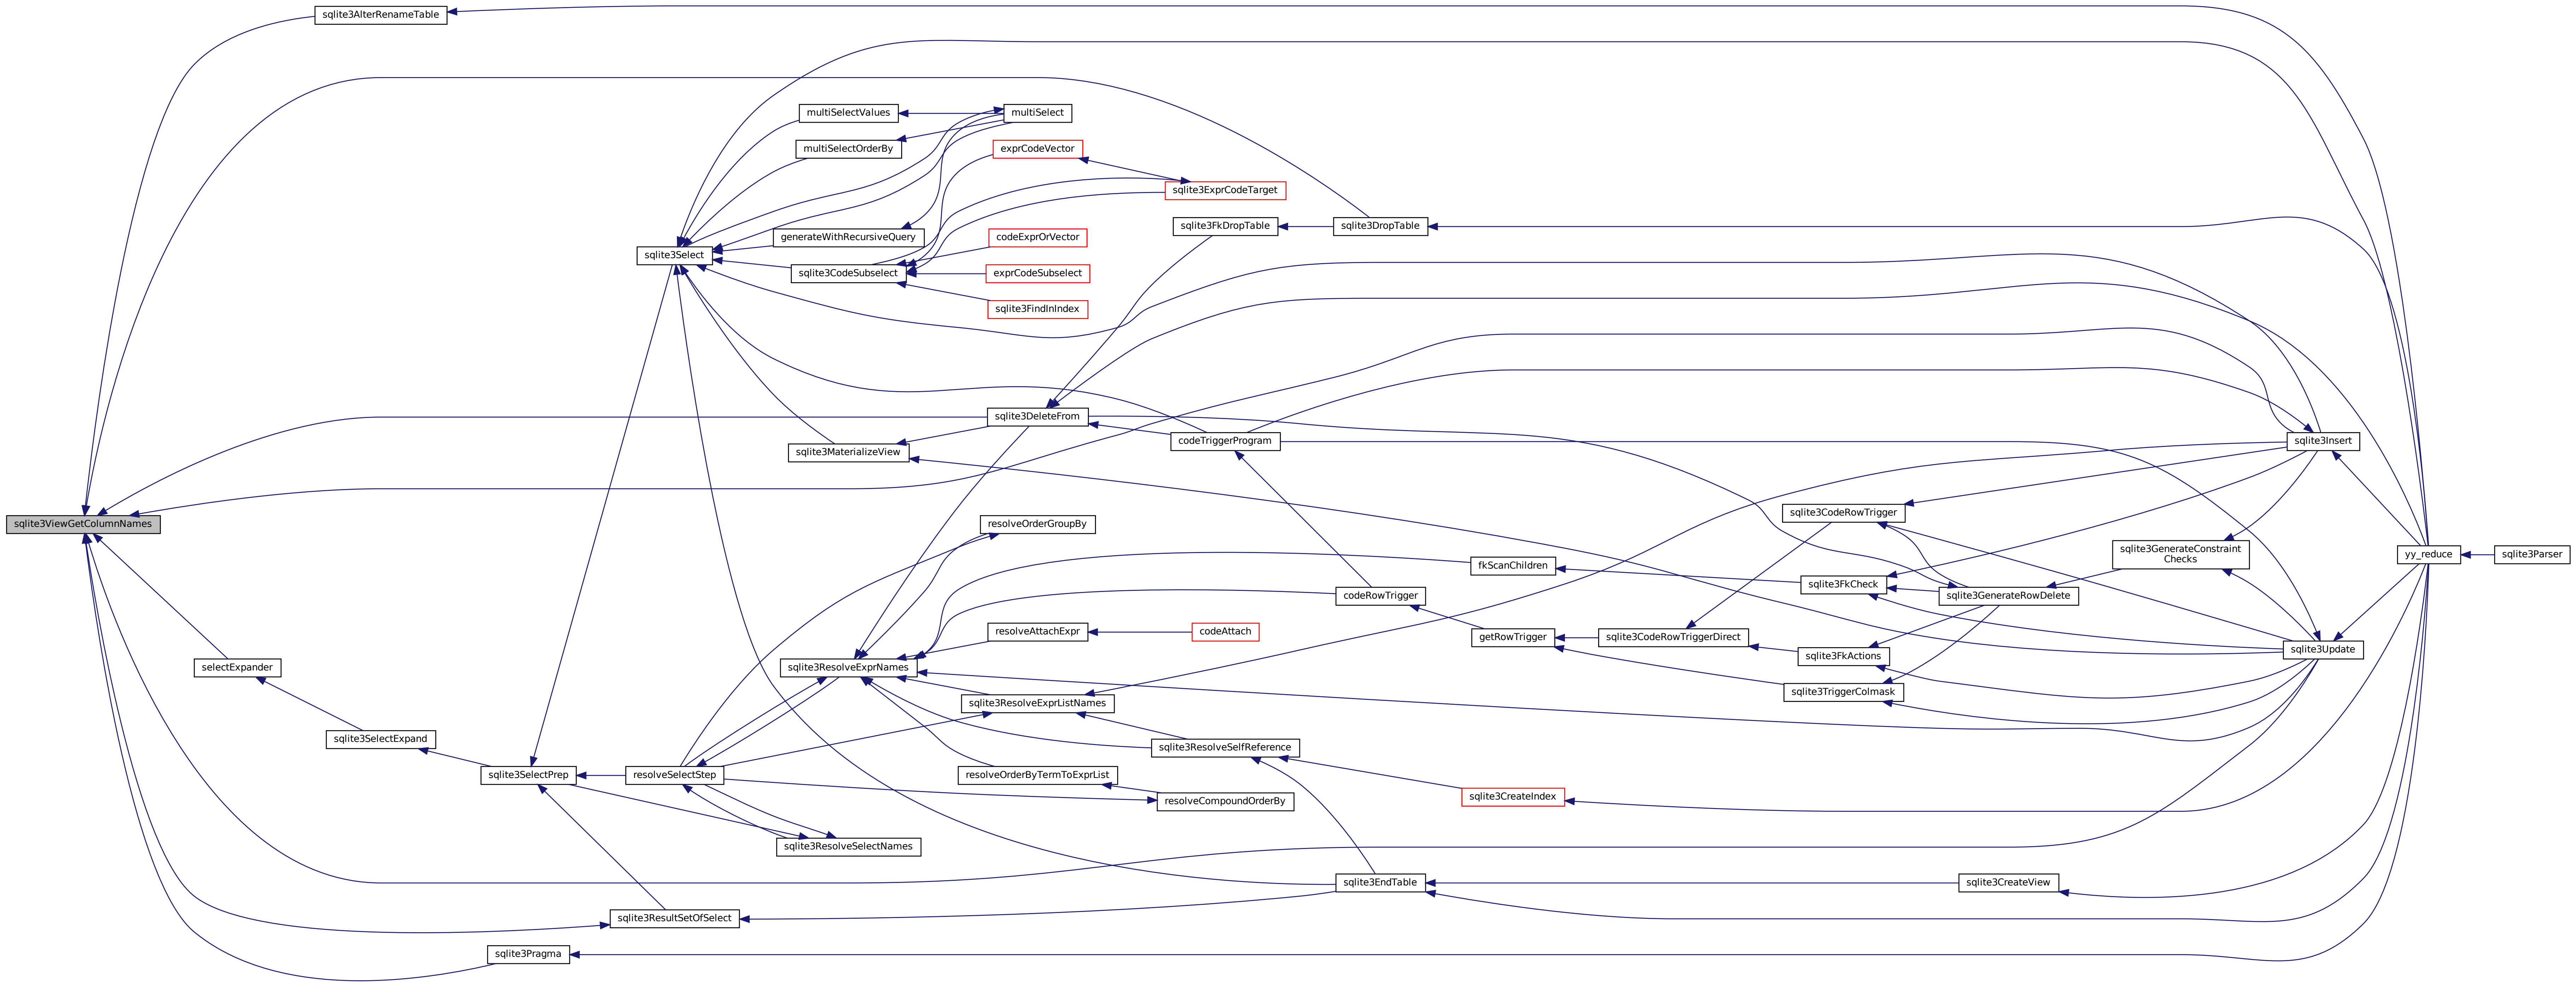 sqlite3AlterRenameTable
multiSelectValues
multiSelect
multiSelectOrderBy
exprCodeVector
sqlite3ExprCodeTarget
sqlite3FkDropTable
sqlite3DropTable
generateWithRecursiveQuery
codeExprOrVector
sqlite3Select
sqlite3CodeSubselect
exprCodeSubselect
sqlite3FindInIndex
sqlite3DeleteFrom
codeTriggerProgram
sqlite3Insert
sqlite3MaterializeView
sqlite3CodeRowTrigger
sqlite3ViewGetColumnNames
resolveOrderGroupBy
sqlite3GenerateConstraint
Checks
yy_reduce
sqlite3Parser
fkScanChildren
sqlite3FkCheck
codeRowTrigger
sqlite3GenerateRowDelete
resolveAttachExpr
codeAttach
getRowTrigger
sqlite3CodeRowTriggerDirect
sqlite3Update
sqlite3FkActions
selectExpander
sqlite3ResolveExprNames
sqlite3TriggerColmask
sqlite3ResolveExprListNames
sqlite3SelectExpand
sqlite3ResolveSelfReference
sqlite3SelectPrep
resolveSelectStep
resolveOrderByTermToExprList
sqlite3CreateIndex
resolveCompoundOrderBy
sqlite3ResolveSelectNames
sqlite3EndTable
sqlite3CreateView
sqlite3ResultSetOfSelect
sqlite3Pragma